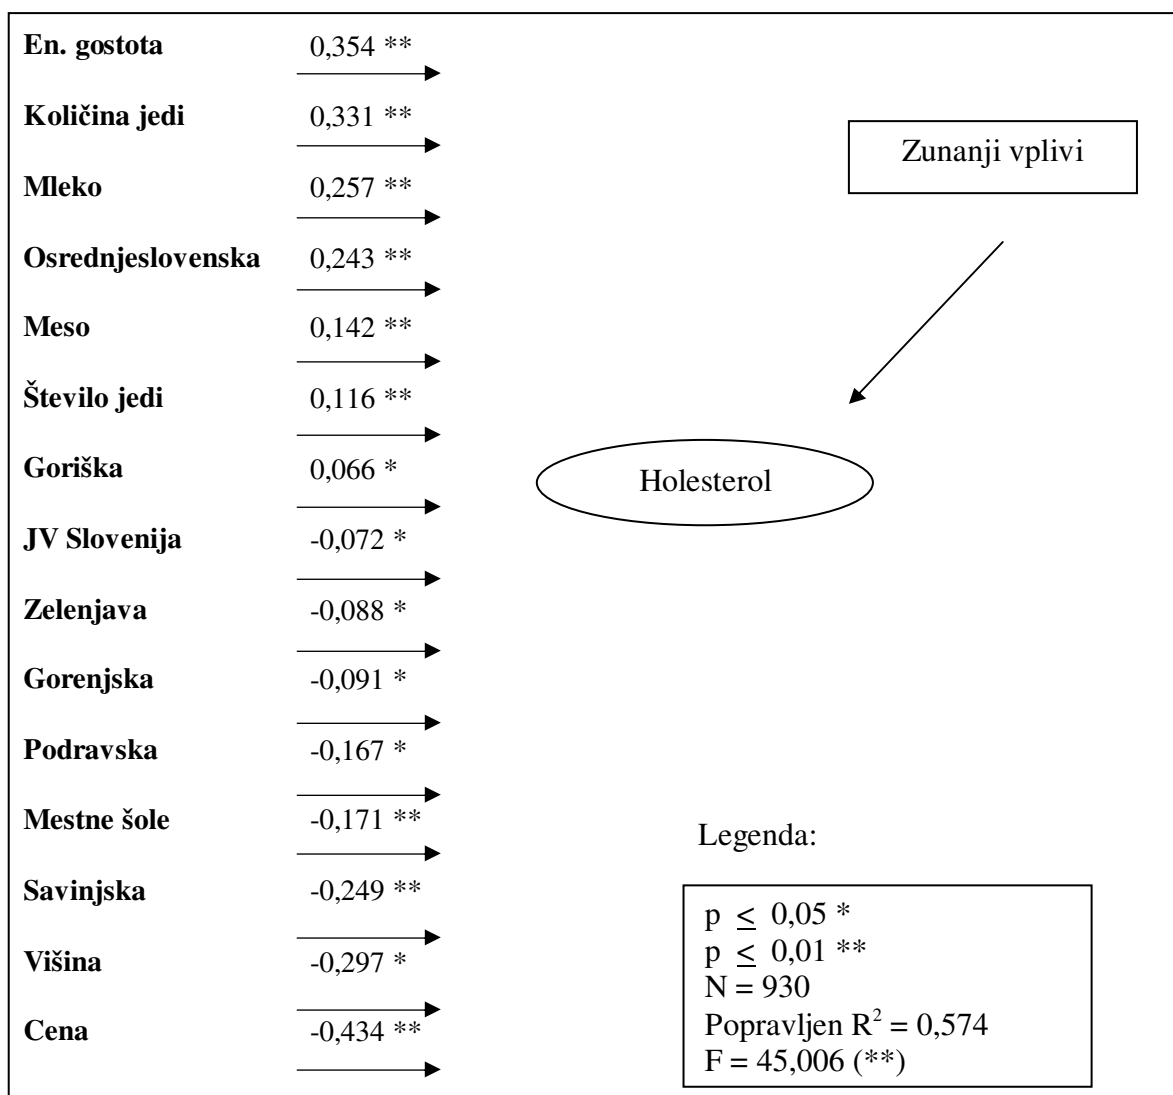 En. gostota 0,354 **
Količina jedi 0,331 **
Zunanji vplivi
Mleko 0,257 **
Osrednjeslovenska 0,243 **
Meso 0,142 **
Število jedi 0,116 **
Goriška 0,066 *
Holesterol
JV Slovenija -0,072 *
Zelenjava -0,088 *
Gorenjska -0,091 *
Podravska -0,167 *
Mestne šole -0,171 **
Savinjska -0,249 **
Višina -0,297 *
Cena -0,434 **
Legenda:
p ≤ 0,05 *
p ≤ 0,01 **
N = 930
Popravljen R² = 0,574
F = 45,006 (**)